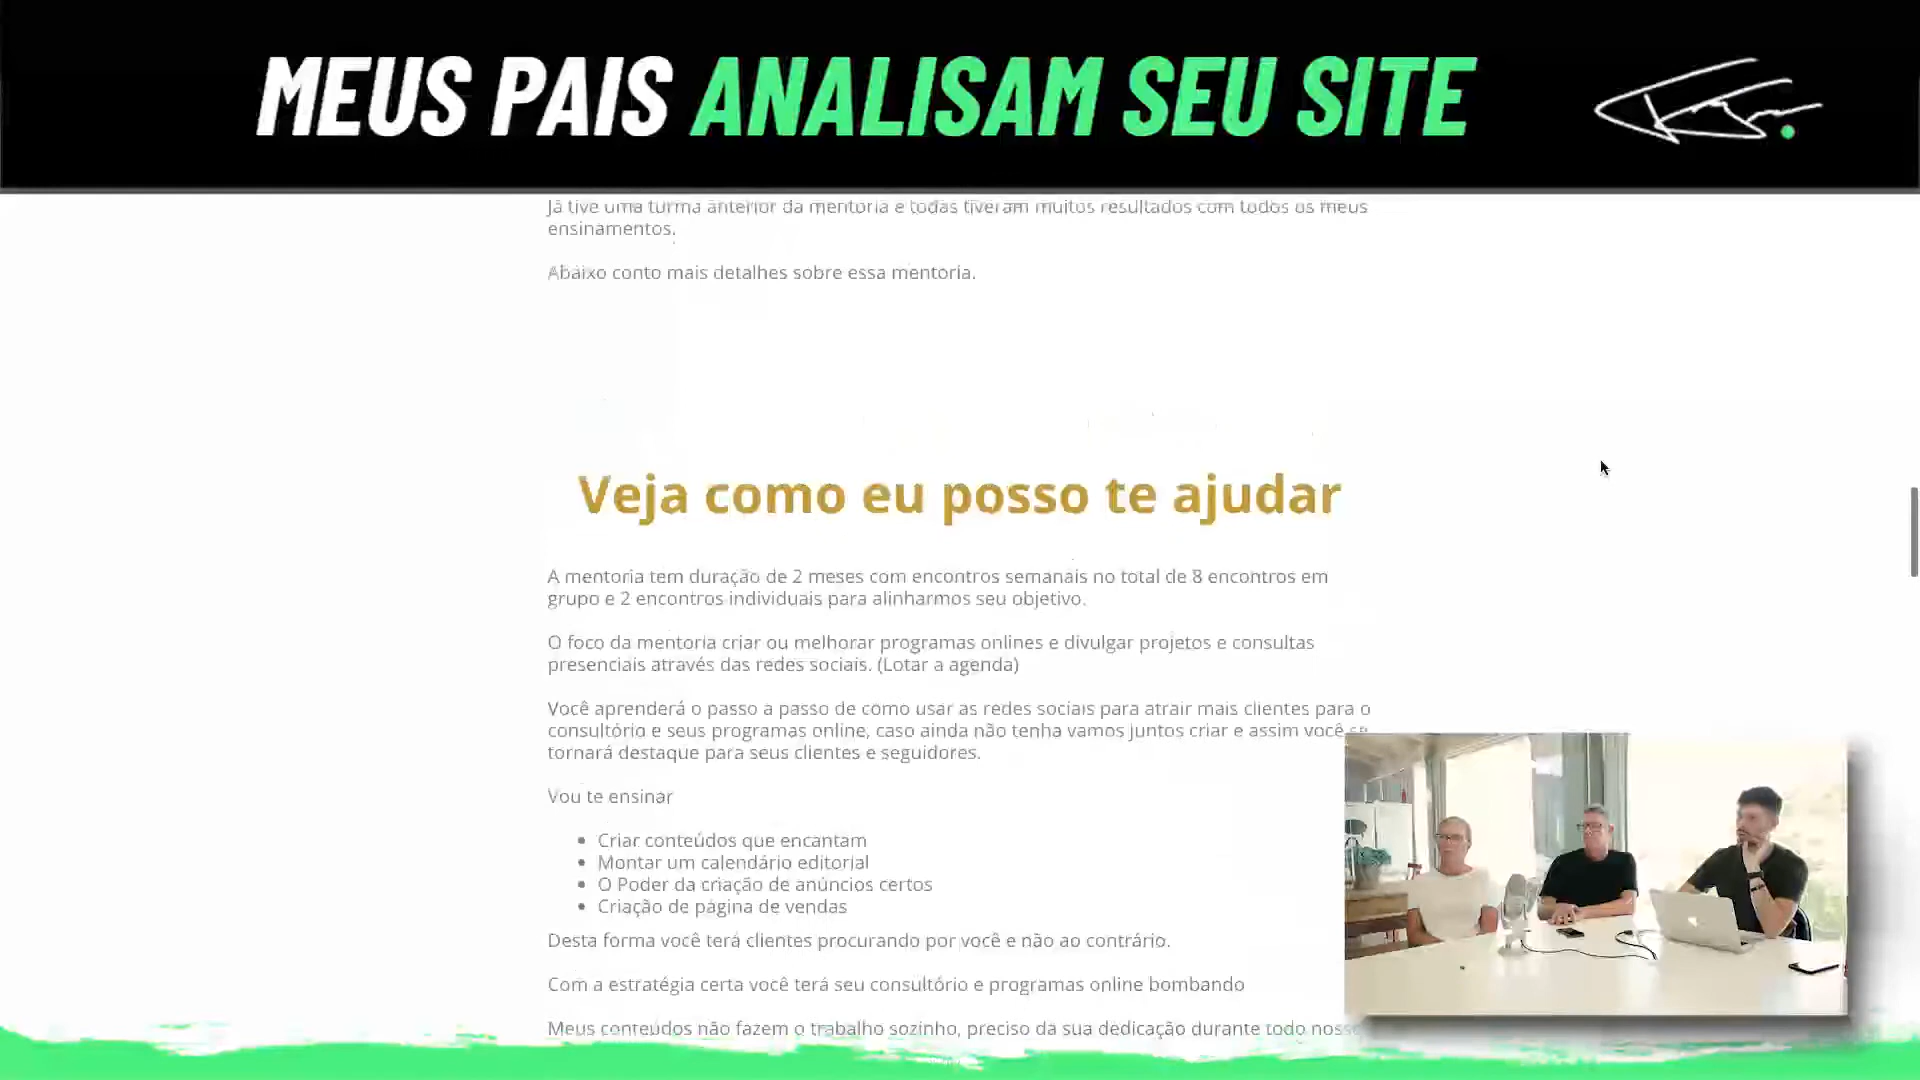 MEUS PAIS ANALISAM SEU SITE
Já tive uma turma anterior da mentoria e todas tiveram muitos resultados com todos os meus
ensinamentos.
Abaixo conto mais detalhes sobre essa mentoria.
Veja como eu posso te ajudar
A mentoria tem duração de 2 meses com encontros semanais no total de 8 encontros em
grupo e 2 encontros individuais para alinharmos seu objetivo.
O foco da mentoria criar ou melhorar programas onlines e divulgar projetos e consultas
presenciais através das redes sociais. (Lotar a agenda)
Você aprenderá o passo a passo de como usar as redes sociais para atrair mais clientes para o
consultório e seus programas online, caso ainda não tenha vamos juntos criar e assim você se
tornará destaque para seus clientes e seguidores.
Vou te ensinar
• Criar conteúdos que encantam
• Montar um calendário editorial
• O Poder da criação de anúncios certos
• Criação de página de vendas
Desta forma você terá clientes procurando por você e não ao contrário.
Com a estratégia certa você terá seu consultório e programas online bombando
Meus conteúdos não fazem o trabalho sozinho, preciso da sua dedicação durante todo nosso